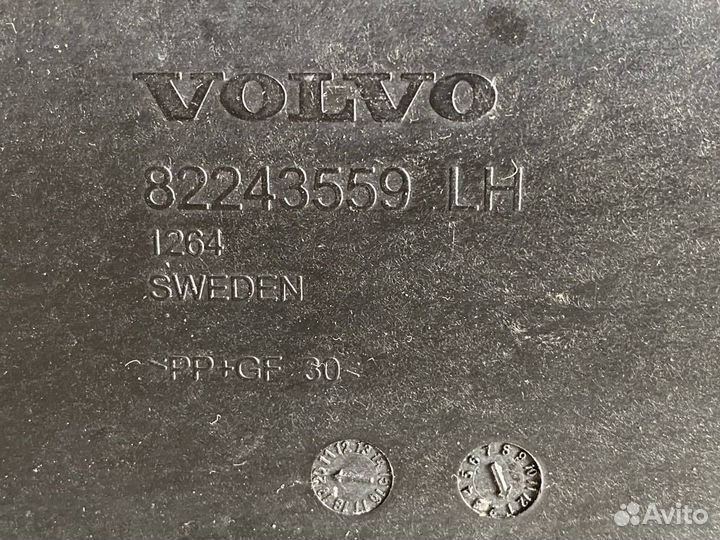 VOLVO
82243559 LH
1264
SWEDEN
>PP+GF 30<
Avito